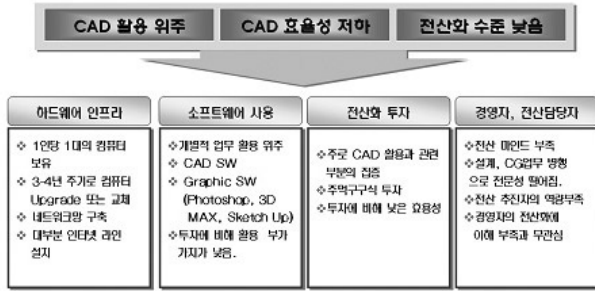 CAD 활용 위주
CAD 효율성 저하
전산화 수준 낮음
하드웨어 인프라
❖ 1인당 1대의 컴퓨터
보유
❖ 3-4년 주기로 컴퓨터
Upgrade 또는 교체
❖ 네트워크망 구축
❖ 대부분 인터넷 라인
설치
소프트웨어 사용
❖개별적 업무 활용 위주
❖ CAD SW
❖ Graphic SW
(Photoshop, 3D
MAX, Sketch Up)
❖투자에 비해 활용 부가
가치가 낮음.
전산화 투자
❖주로 CAD 활용과 관련
부분의 집중
❖주먹구구식 투자
❖투자에 비해 낮은 효용성
경영자, 전산담당자
❖전산 마인드 부족
❖설계, CG업무 병행
으로 전문성 떨어짐.
❖전산 추진자의 역량부족
❖경영자의 전산화에
이해 부족과 무관심